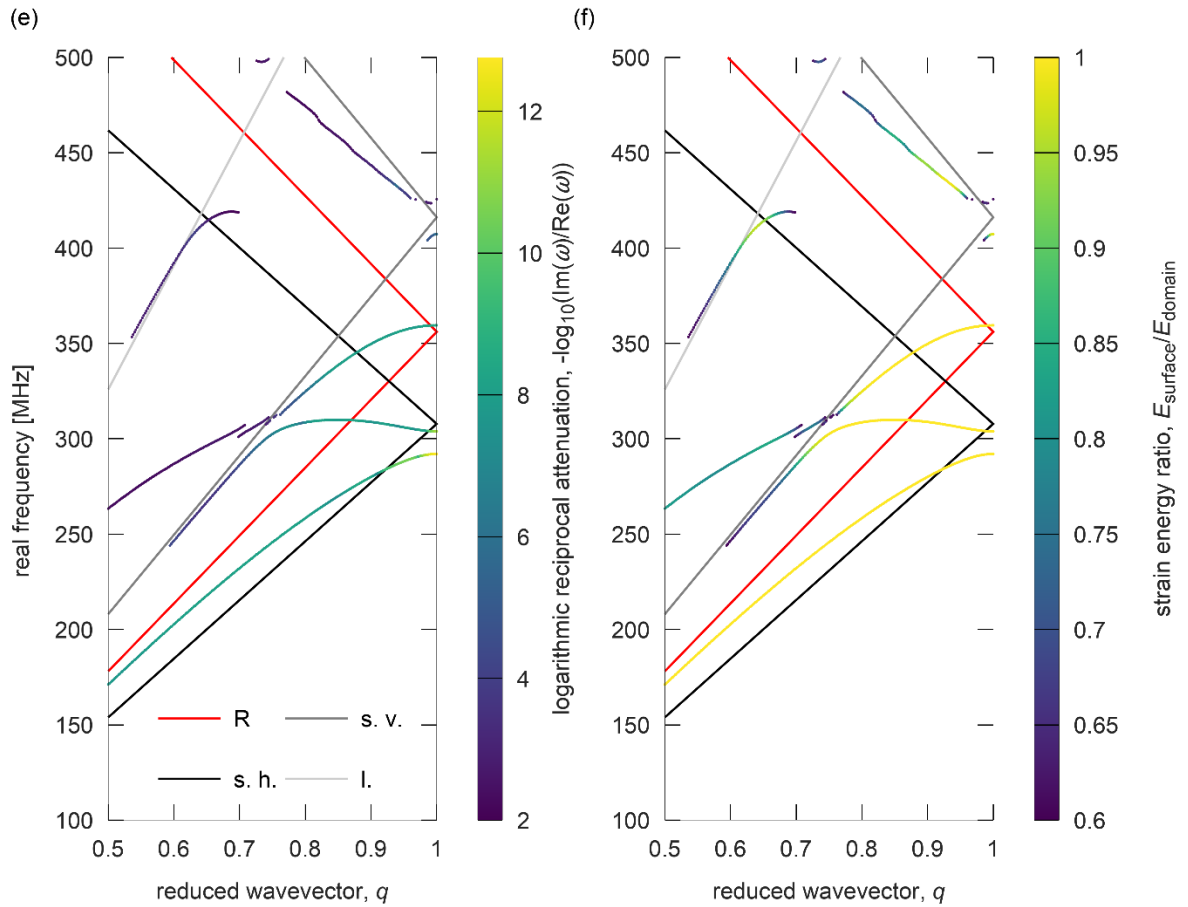 (e)
500
450
400
350
300
250
200
150
100
real frequency [MHz]
0.5 0.6 0.7 0.8 0.9 1
reduced wavevector, q
R
s. v.
s. h.
l.
12
10
8
6
4
2
logarithmic reciprocal attenuation, -log10(Im(ω)/Re(ω))
(f)
500
450
400
350
300
250
200
150
100
0.5 0.6 0.7 0.8 0.9 1
reduced wavevector, q
1
0.95
0.9
0.85
0.8
0.75
0.7
0.65
0.6
strain energy ratio, Esurface/Edomain